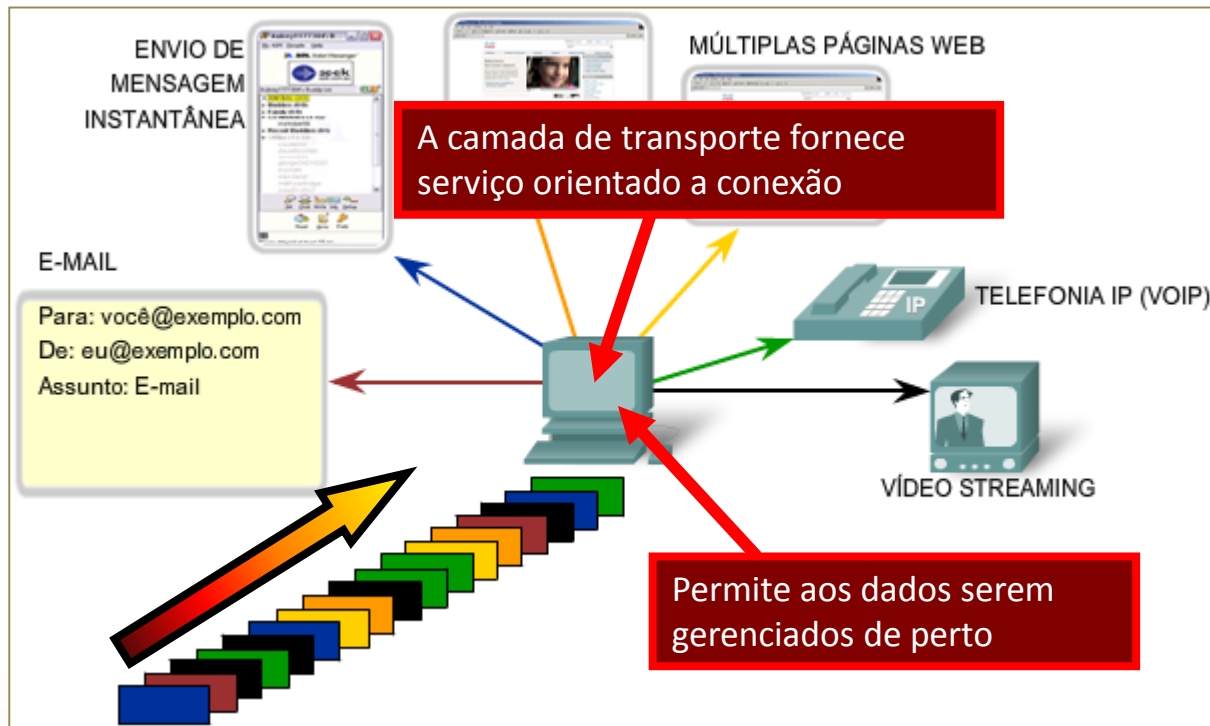 ENVIO DE
MENSAGEM
INSTANTÂNEA
MÚLTIPLAS PÁGINAS WEB
A camada de transporte fornece
serviço orientado a conexão
E-MAIL
Para: você@exemplo.com
De: eu@exemplo.com
Assunto: E-mail
IP
TELEFONIA IP (VOIP)
VÍDEO STREAMING
Permite aos dados serem
gerenciados de perto